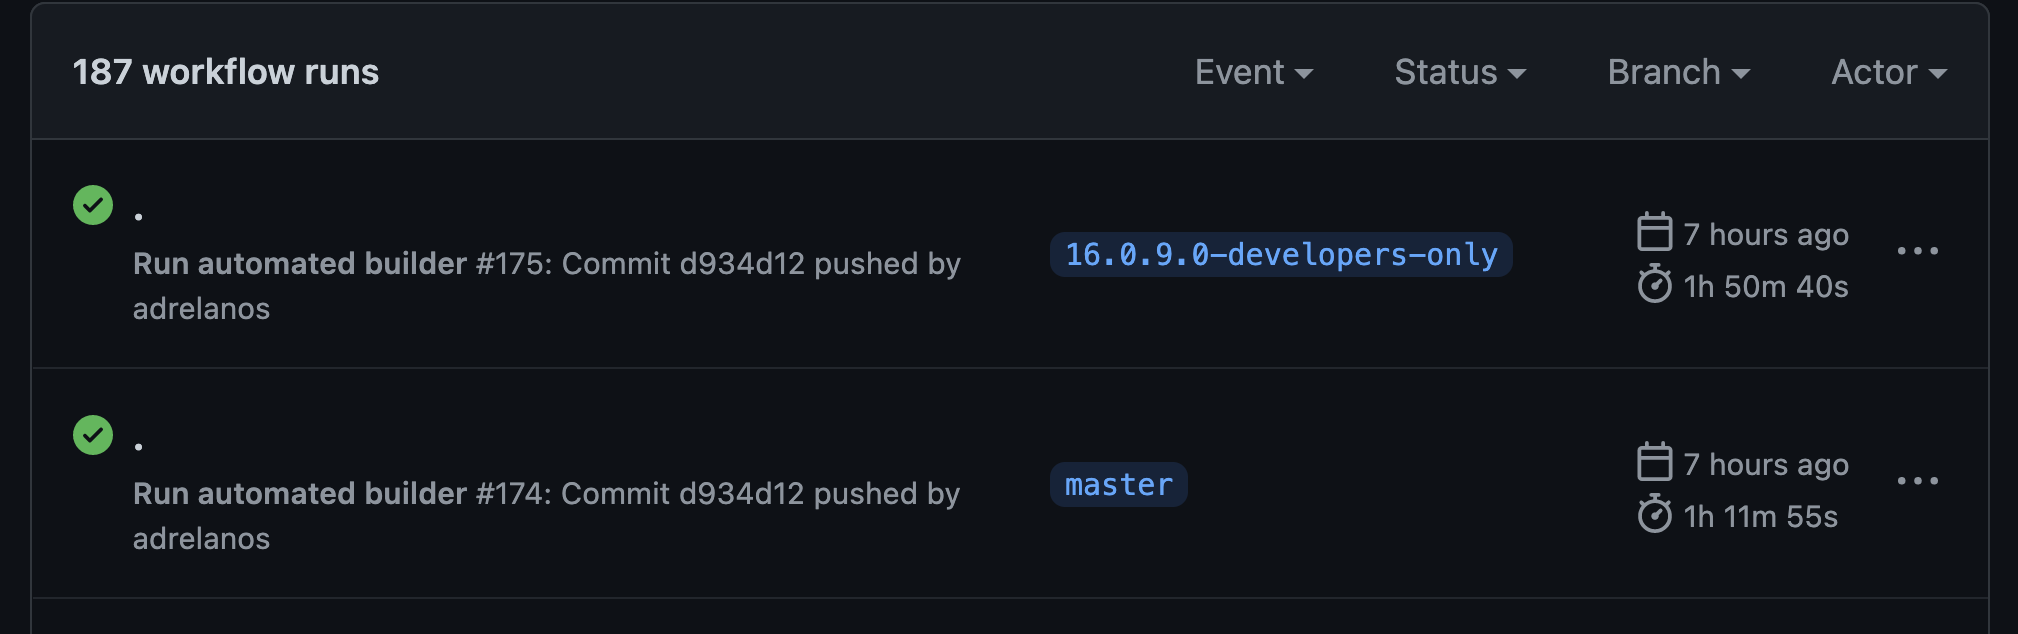 187 workflow runs
Event
Status
Branch
Actor
.
Run automated builder #175: Commit d934d12 pushed by
adrelanos
16.0.9.0-developers-only
7 hours ago
1h 50m 40s
.
Run automated builder #174: Commit d934d12 pushed by
adrelanos
master
7 hours ago
1h 11m 55s